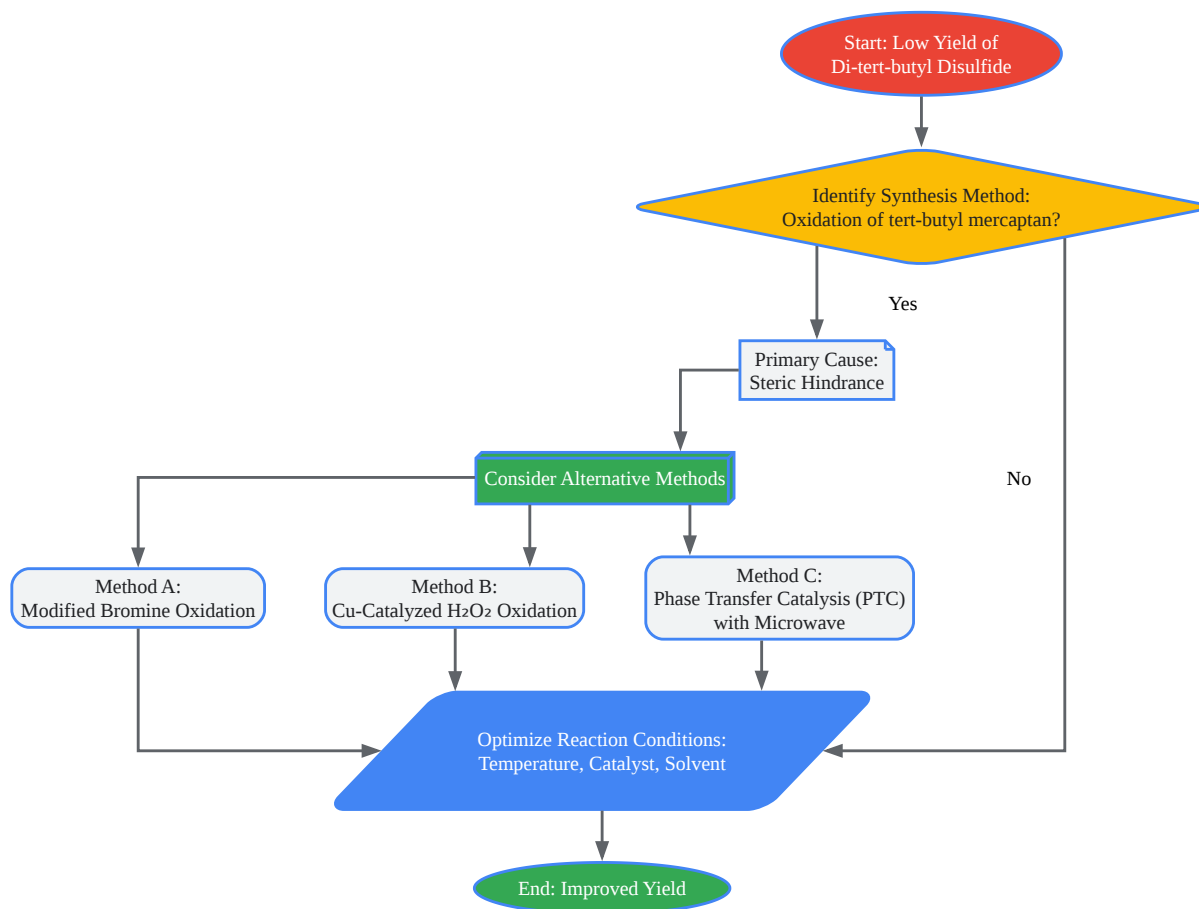 Start: Low Yield of
Di-tert-butyl Disulfide
Identify Synthesis Method:
Oxidation of tert-butyl mercaptan?
Yes
Primary Cause:
Steric Hindrance
Consider Alternative Methods
No
Method A:
Modified Bromine Oxidation
Method B:
Cu-Catalyzed H₂O₂ Oxidation
Method C:
Phase Transfer Catalysis (PTC)
with Microwave
Optimize Reaction Conditions:
Temperature, Catalyst, Solvent
End: Improved Yield